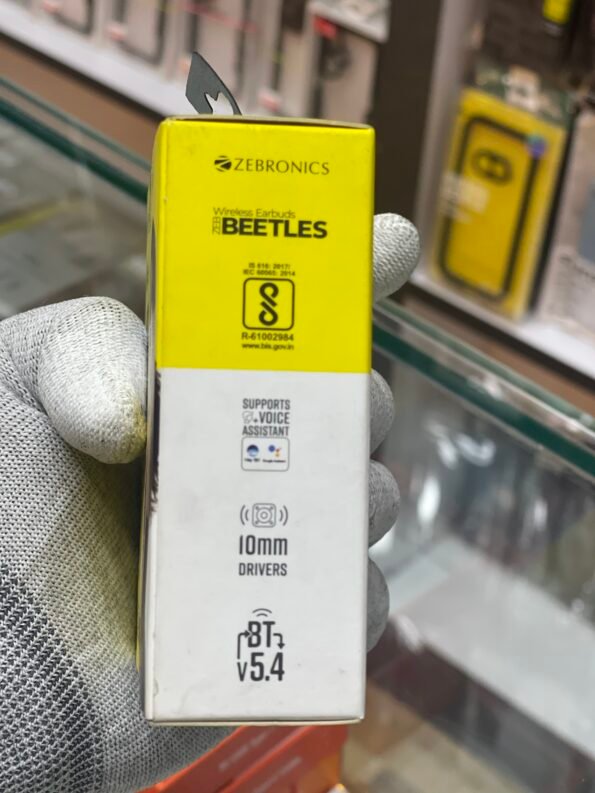 ZEBRONICS
Wireless Earbuds
ZEB BEETLES
IS 616: 2017/
IEC 60065: 2014
R-61002984
www.bis.gov.in
SUPPORTS
VOICE
ASSISTANT
10mm
DRIVERS
BT
v5.4